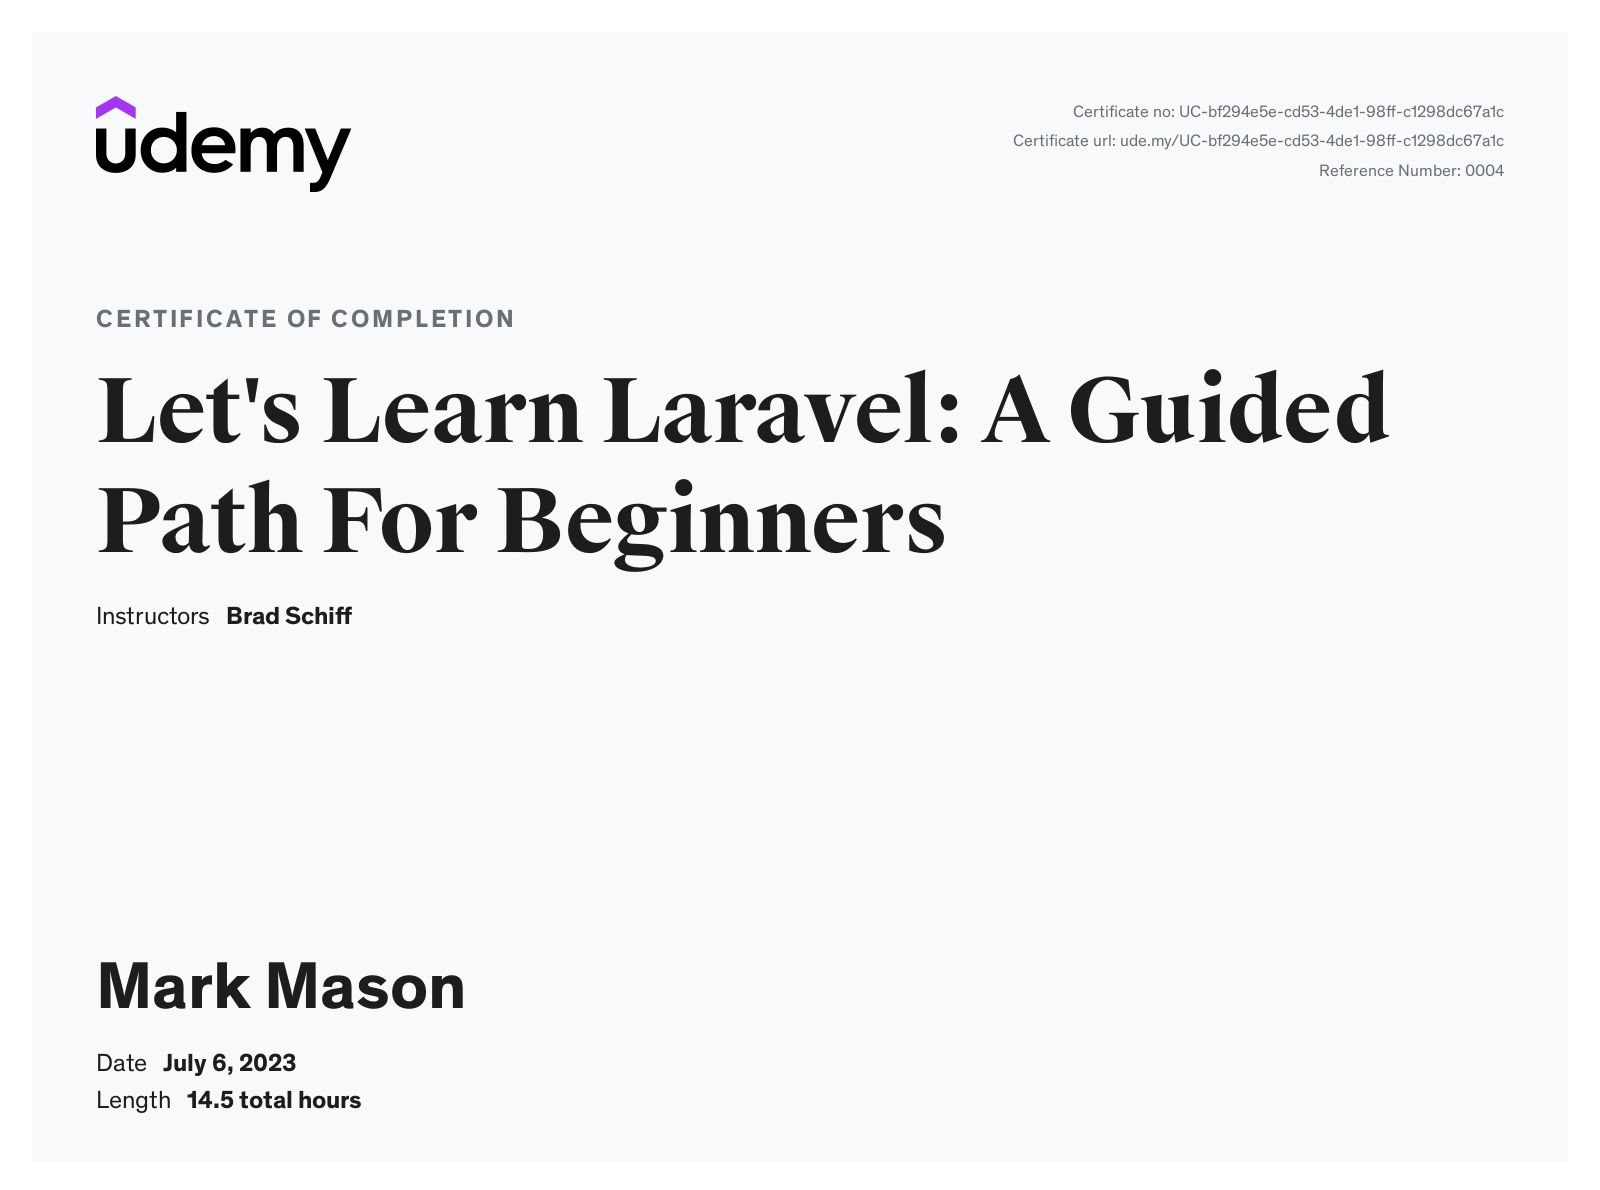 udemy
Certificate no: UC-bf294e5e-cd53-4de1-98ff-c1298dc67a1c
Certificate url: ude.my/UC-bf294e5e-cd53-4de1-98ff-c1298dc67a1c
Reference Number: 0004
CERTIFICATE OF COMPLETION
Let's Learn Laravel: A Guided
Path For Beginners
Instructors Brad Schiff
Mark Mason
Date July 6, 2023
Length 14.5 total hours